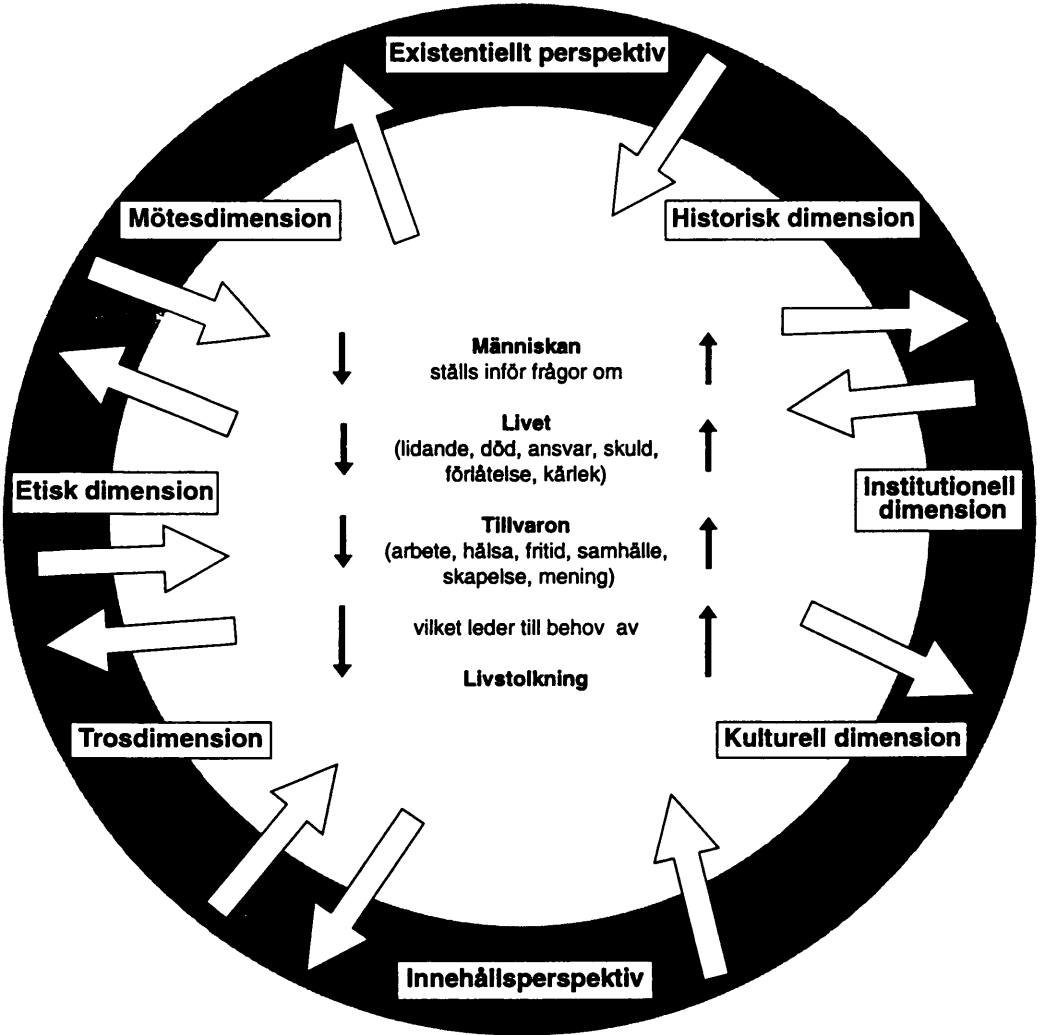 Existentiellt perspektiv
Mötesdimension
Historisk dimension
Människan
ställs inför frågor om
Livet
(lidande, död, ansvar, skuld,
förlåtelse, kärlek)
Etisk dimension
Institutionell
dimension
Tillvaron
(arbete, hälsa, fritid, samhälle,
skapelse, mening)
vilket leder till behov av
Livstolkning
Trosdimension
Kulturell dimension
Innehållsperspektiv